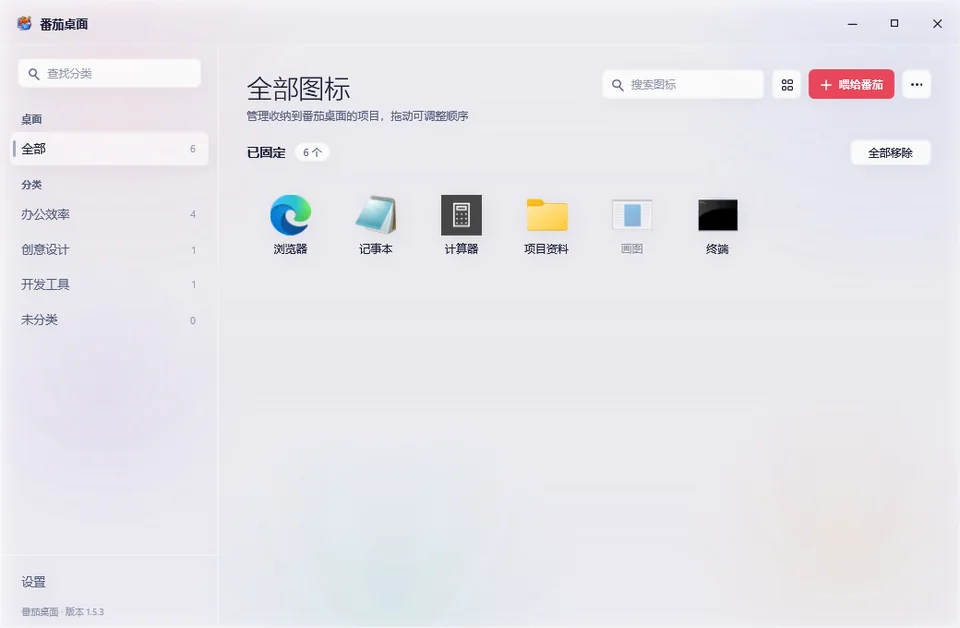 番茄桌面
查找分类
桌面
全部 6
分类
办公效率 4
创意设计 1
开发工具 1
未分类 0
设置
番茄桌面 · 版本 1.5.3
全部图标
管理收纳到番茄桌面的项目，拖动可调整顺序
搜索图标
喂给番茄
已固定 6 个
全部移除
浏览器 记事本 计算器 项目资料 画图 终端